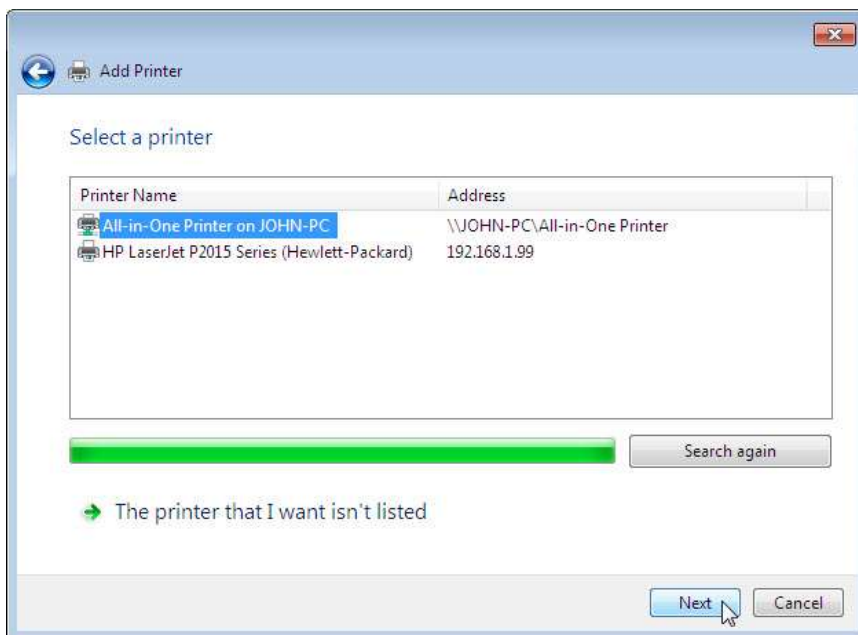 Add Printer
Select a printer
Printer Name Address
All-in-One Printer on JOHN-PC \\JOHN-PC\All-in-One Printer
HP LaserJet P2015 Series (Hewlett-Packard) 192.168.1.99
Search again
The printer that I want isn't listed
Next Cancel